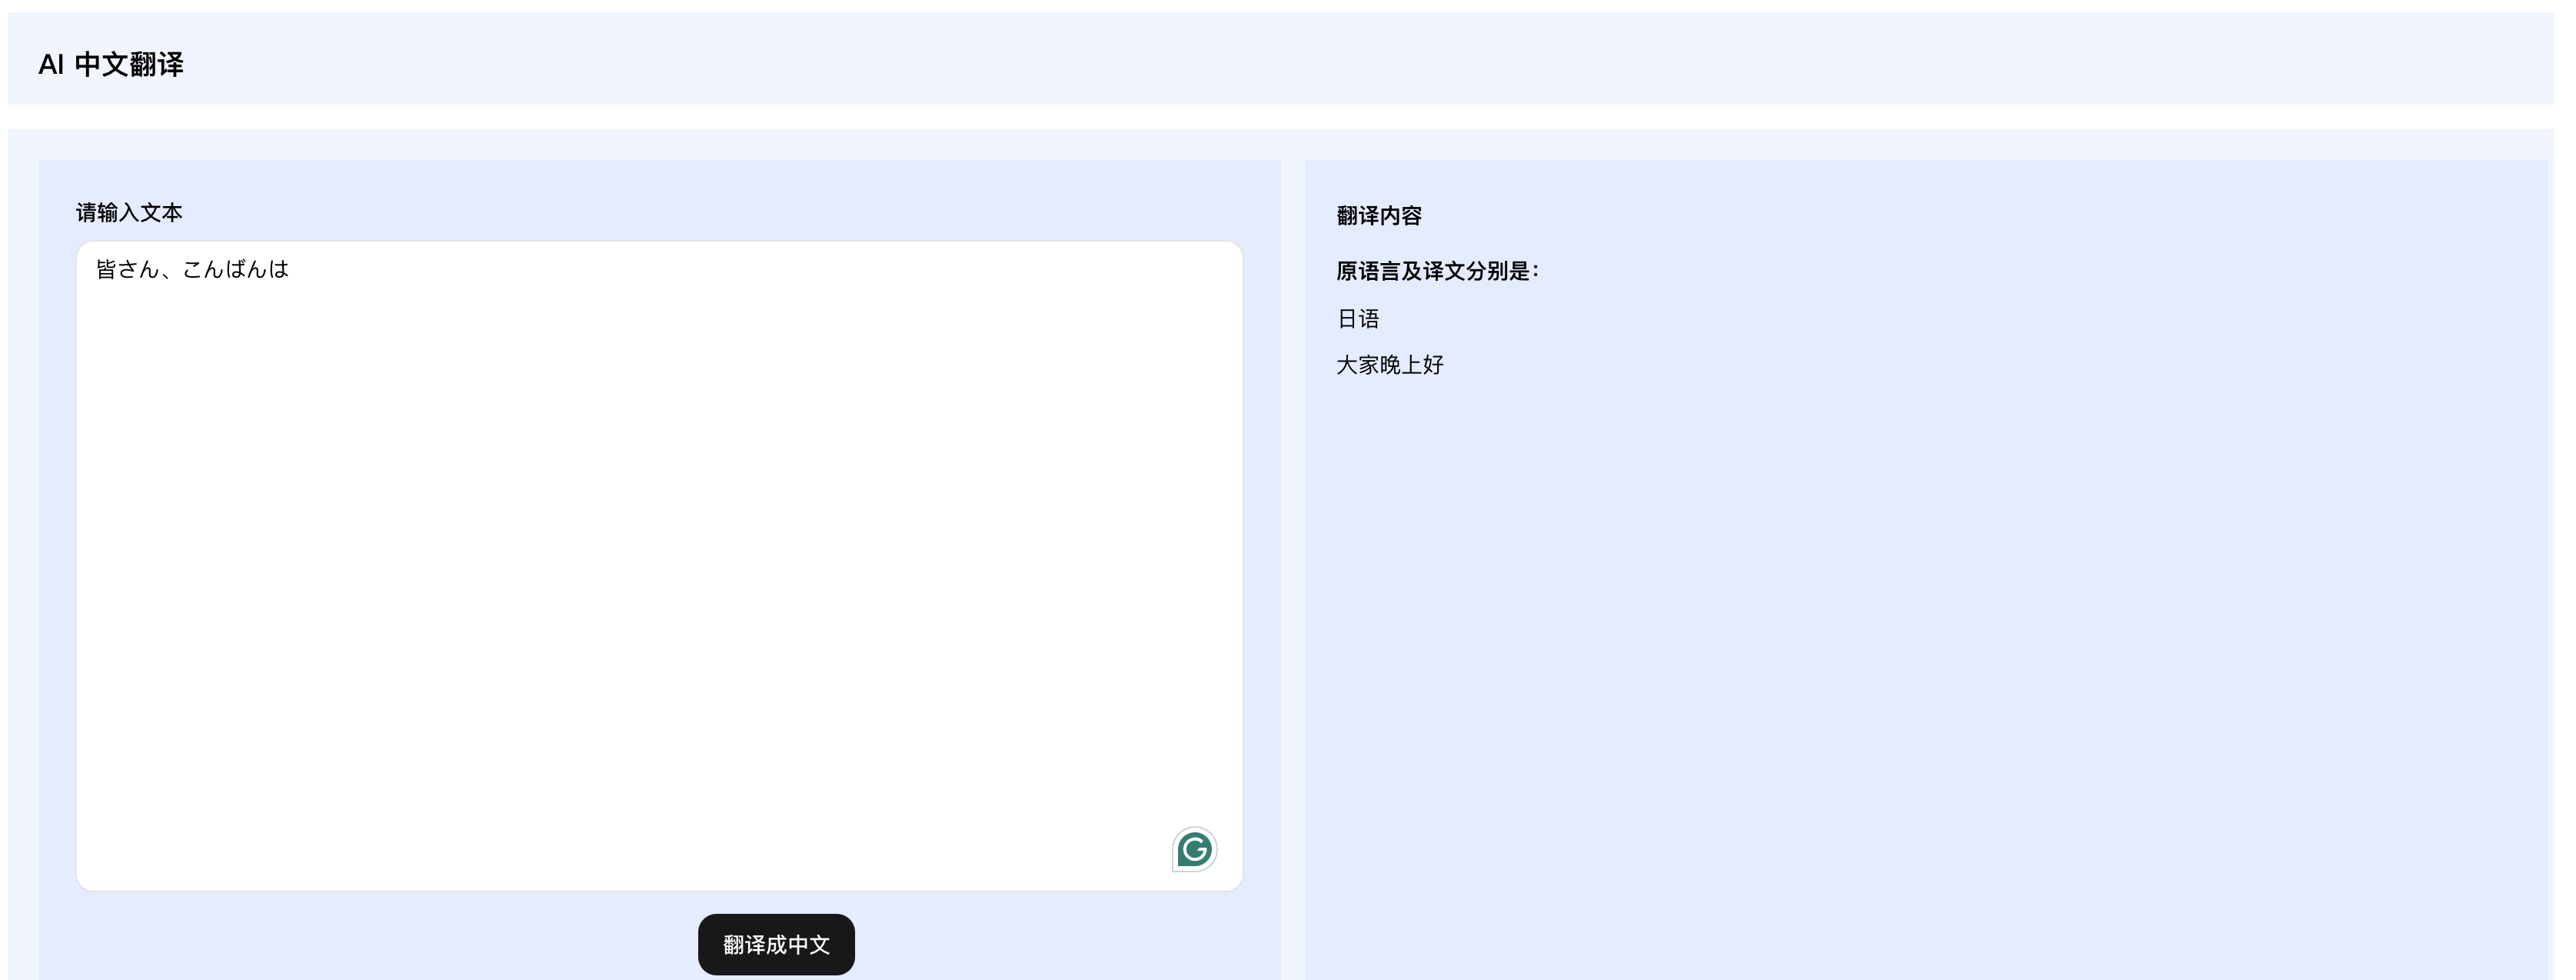 AI 中文翻译
请输入文本
皆さん、こんばんは
翻译成中文
翻译内容
原语言及译文分别是：
日语
大家晚上好